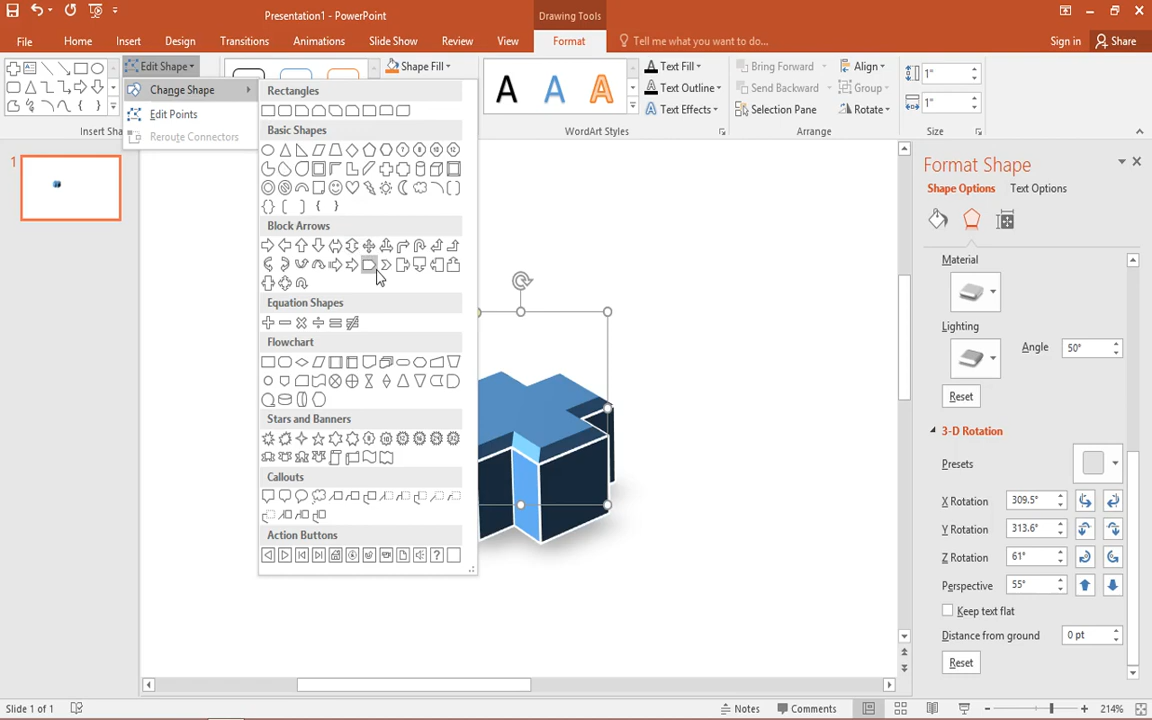 Presentation1 - PowerPoint
Drawing Tools
File Home Insert Design Transitions Animations Slide Show Review View Format Tell me what you want to do... Sign in Share
Edit Shape
Shape Fill
Text Fill
Bring Forward
Align
1"
Change Shape
Text Outline
Send Backward
Group
1"
Edit Points
Text Effects
Selection Pane
Rotate
Reroute Connectors
A A A
Insert Sha
WordArt Styles
Arrange
Size
Rectangles
Basic Shapes
Block Arrows
Equation Shapes
Flowchart
Stars and Banners
Callouts
Action Buttons
1
Format Shape
Shape Options Text Options
Material
Lighting
Angle 50°
Reset
3-D Rotation
Presets
X Rotation 309.5°
Y Rotation 313.6°
Z Rotation 61°
Perspective 55°
Keep text flat
Distance from ground 0 pt
Reset
Slide 1 of 1
Notes
Comments
214%